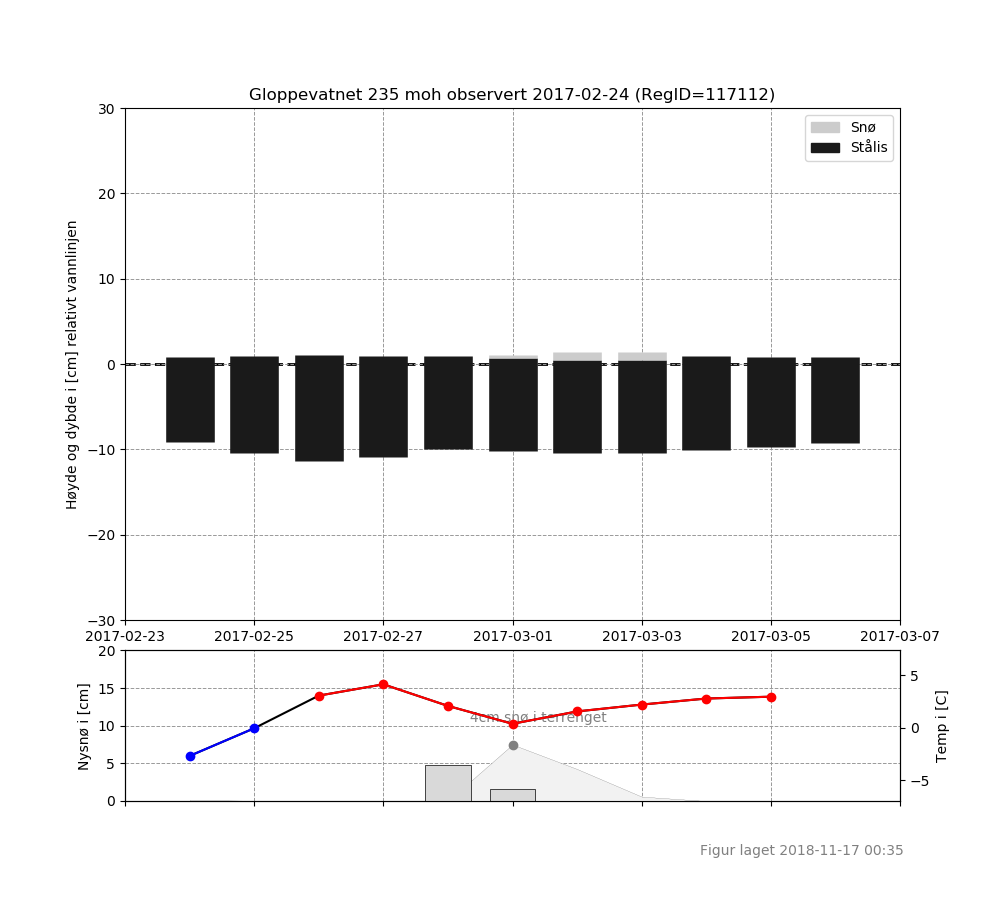 Gloppevatnet 235 moh observert 2017-02-24 (RegID=117112)
Snø
Stålis
Høyde og dybde i [cm] relativt vannlinjen
30
20
10
0
−10
−20
−30
2017-02-23 2017-02-25 2017-02-27 2017-03-01 2017-03-03 2017-03-05 2017-03-07
Nysnø i [cm]
20
15
10
5
0
4cm snø i terrenget
5
0
−5
Temp i [C]
Figur laget 2018-11-17 00:35